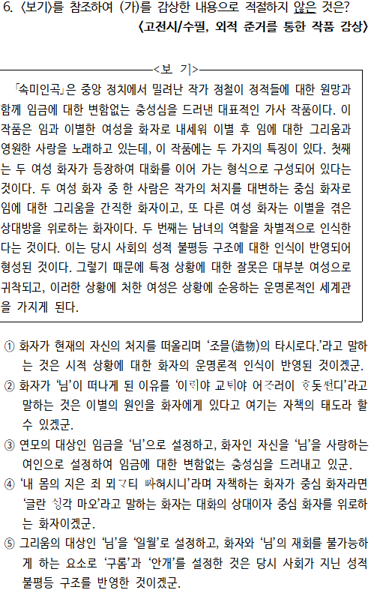 6. <보기>를 참조하여 (가)를 감상한 내용으로 적절하지 않은 것은?
<고전시/수필, 외적 준거를 통한 작품 감상>
<보 기>
「속미인곡」은 중앙 정치에서 밀려난 작가 정철이 정적들에 대한 원망과
함께 임금에 대한 변함없는 충성심을 드러낸 대표적인 가사 작품이다. 이
작품은 임과 이별한 여성을 화자로 내세워 이별 후 임에 대한 그리움과
영원한 사랑을 노래하고 있는데, 이 작품에는 두 가지의 특징이 있다. 첫째
는 두 여성 화자가 등장하여 대화를 이어 가는 형식으로 구성되어 있다는
것이다. 두 여성 화자 중 한 사람은 작가의 처지를 대변하는 중심 화자로
임에 대한 그리움을 간직한 화자이고, 또 다른 여성 화자는 이별을 겪은
상대방을 위로하는 화자이다. 두 번째는 남녀의 역할을 차별적으로 인식한
다는 것이다. 이는 당시 사회의 성적 불평등 구조에 대한 인식이 반영되어
형성된 것이다. 그렇기 때문에 특정 상황에 대한 잘못은 대부분 여성으로
귀착되고, 이러한 상황에 처한 여성은 상황에 순응하는 운명론적인 세계관
을 가지게 된다.
① 화자가 현재의 자신의 처지를 떠올리며 '조믈(造物)의 타시로다.'라고 말하
는 것은 시적 상황에 대한 화자의 운명론적 인식이 반영된 것이겠군.
② 화자가 '님'이 떠나게 된 이유를 '이ᄅᆡ야 교ᄐᆡ야 어ᄌᆞ러이 ᄒᆞ돗ᄯᅥᆫ디'라고
말하는 것은 이별의 원인을 화자에게 있다고 여기는 자책의 태도라 할
수 있겠군.
③ 연모의 대상인 임금을 '님'으로 설정하고, 화자인 자신을 '님'을 사랑하는
여인으로 설정하여 임금에 대한 변함없는 충성심을 드러내고 있군.
④ '내 몸의 지은 죄 뫼ᄀᆞ티 ᄡᅡ혀시니'라며 자책하는 화자가 중심 화자라면
'글란 ᄉᆡᆼ각 마오'라고 말하는 화자는 대화의 상대이자 중심 화자를 위로하
는 화자이겠군.
⑤ 그리움의 대상인 '님'을 '일월'로 설정하고, 화자와 '님'의 재회를 불가능하
게 하는 요소로 '구롬'과 '안개'를 설정한 것은 당시 사회가 지닌 성적
불평등 구조를 반영한 것이겠군.